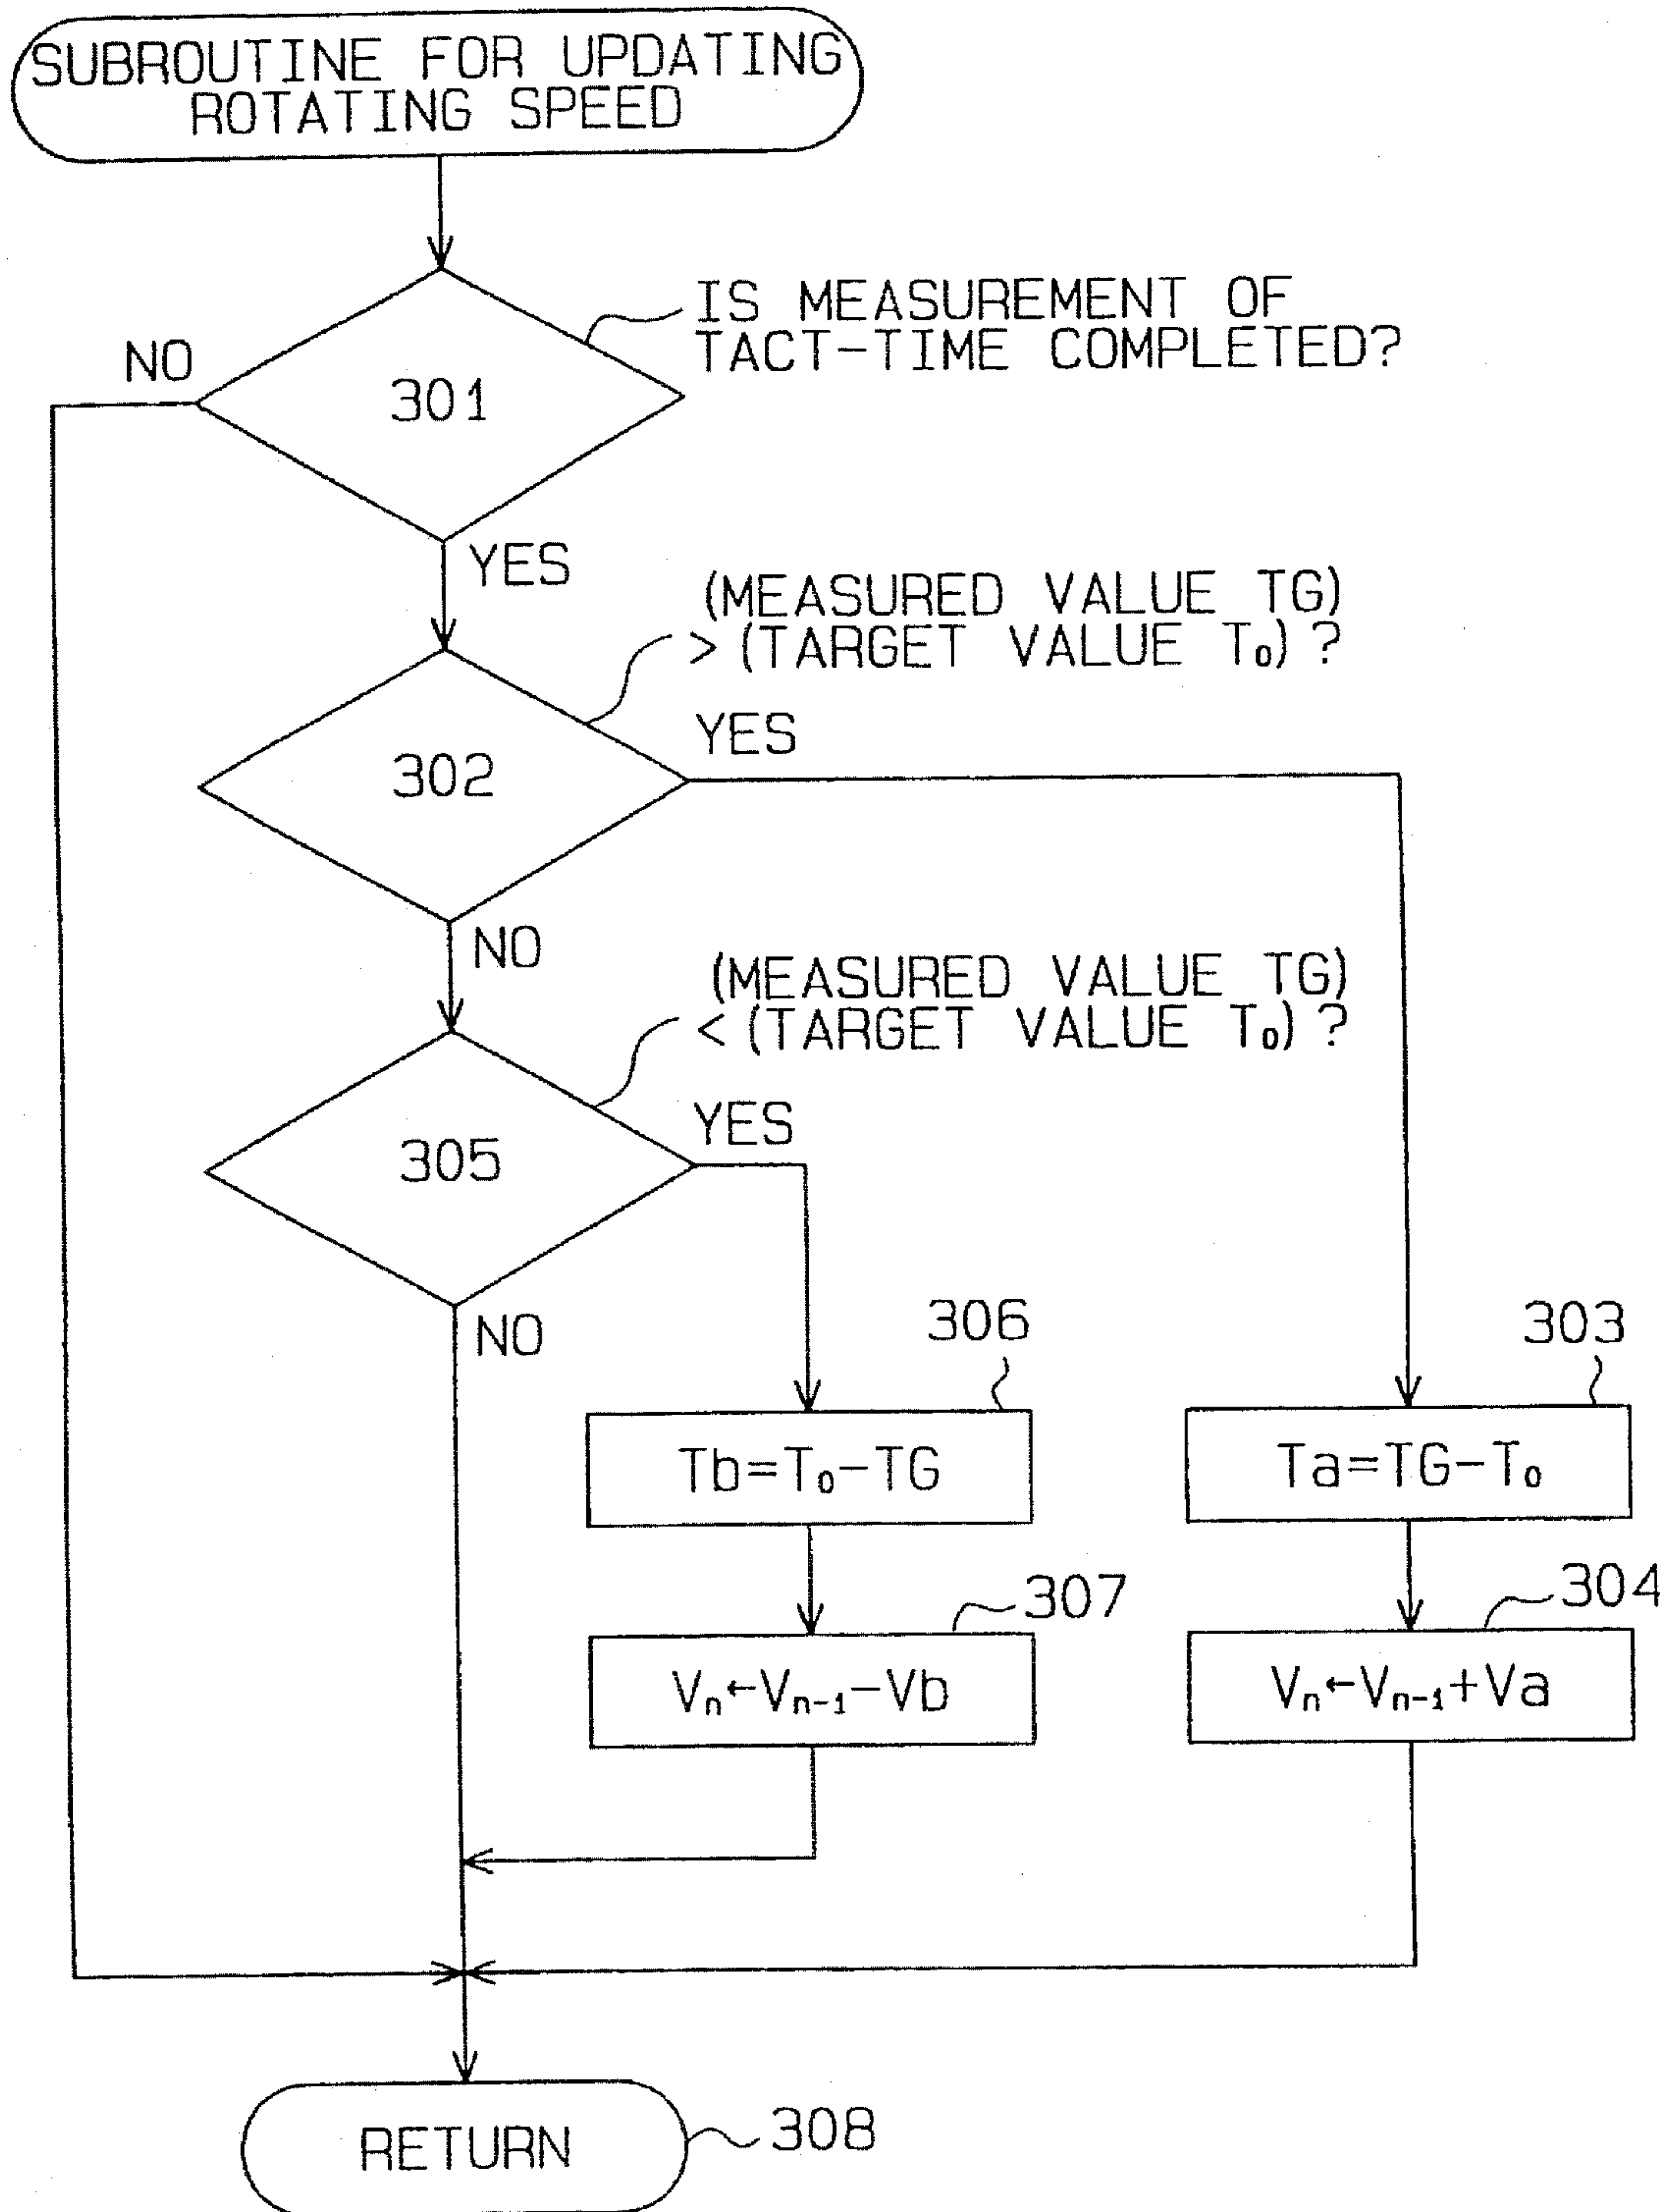 SUBROUTINE FOR UPDATING
ROTATING SPEED
IS MEASUREMENT OF
TACT-TIME COMPLETED?
NO
301
YES
(MEASURED VALUE TG)
> (TARGET VALUE T₀) ?
YES
302
NO
(MEASURED VALUE TG)
< (TARGET VALUE T₀) ?
YES
305
NO
306
303
Tb=T₀-TG
Ta=TG-T₀
307
304
Vₙ←Vₙ₋₁-Vb
Vₙ←Vₙ₋₁+Va
RETURN
308